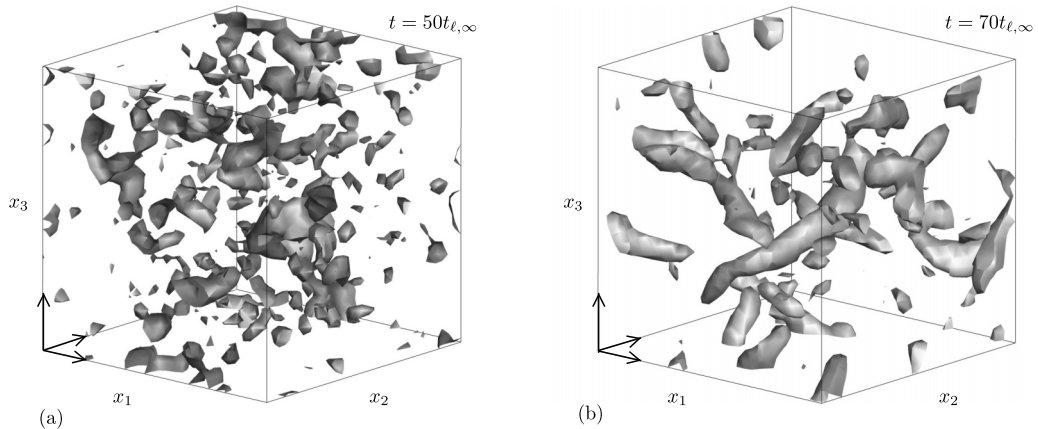 t = 50t_{ℓ,∞}
x₃
x₁
x₂
(a)
t = 70t_{ℓ,∞}
x₃
x₁
x₂
(b)